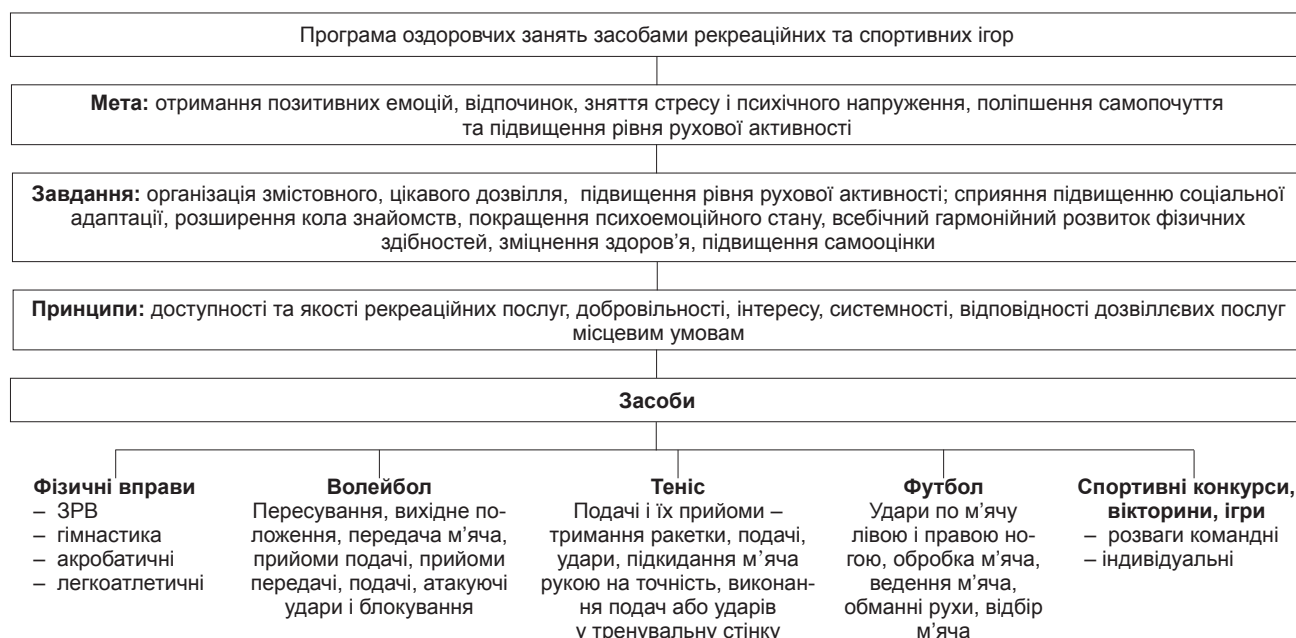 Програма оздоровчих занять засобами рекреаційних та спортивних ігор
Мета: отримання позитивних емоцій, відпочинок, зняття стресу і психічного напруження, поліпшення самопочуття
та підвищення рівня рухової активності
Завдання: організація змістовного, цікавого дозвілля, підвищення рівня рухової активності; сприяння підвищенню соціальної
адаптації, розширення кола знайомств, покращення психоемоційного стану, всебічний гармонійний розвиток фізичних
здібностей, зміцнення здоров’я, підвищення самооцінки
Принципи: доступності та якості рекреаційних послуг, добровільності, інтересу, системності, відповідності дозвіллєвих послуг
місцевим умовам
Засоби
Фізичні вправи
– ЗРВ
– гімнастика
– акробатичні
– легкоатлетичні
Волейбол
Пересування, вихідне по-
ложення, передача м’яча,
прийоми подачі, прийоми
передачі, подачі, атакуючі
удари і блокування
Теніс
Подачі і їх прийоми –
тримання ракетки, подачі,
удари, підкидання м’яча
рукою на точність, виконан-
ня подач або ударів
у тренувальну стінку
Футбол
Удари по м’ячу
лівою і правою но-
гою, обробка м’яча,
ведення м’яча,
обманні рухи, відбір
м’яча
Спортивні конкурси,
вікторини, ігри
– розваги командні
– індивідуальні